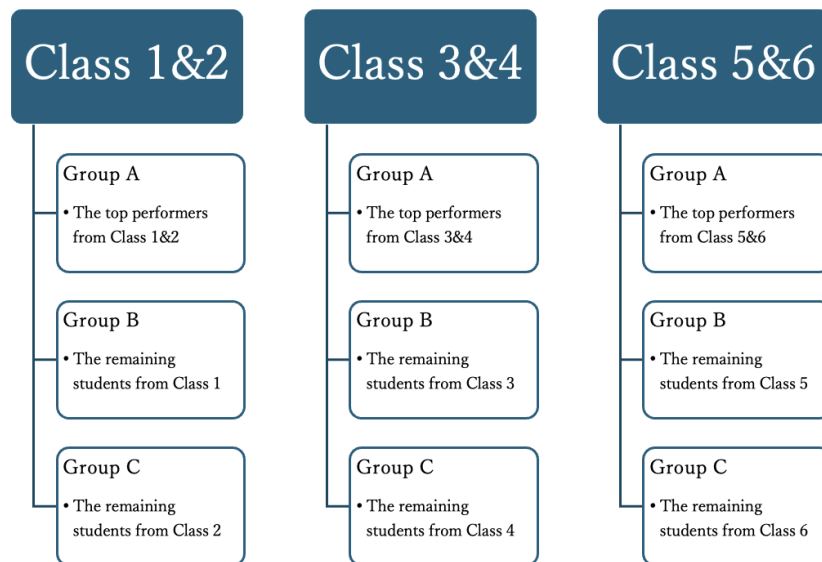 Class 1&2
Group A
• The top performers
from Class 1&2
Group B
• The remaining
students from Class 1
Group C
• The remaining
students from Class 2
Class 3&4
Group A
• The top performers
from Class 3&4
Group B
• The remaining
students from Class 3
Group C
• The remaining
students from Class 4
Class 5&6
Group A
• The top performers
from Class 5&6
Group B
• The remaining
students from Class 5
Group C
• The remaining
students from Class 6